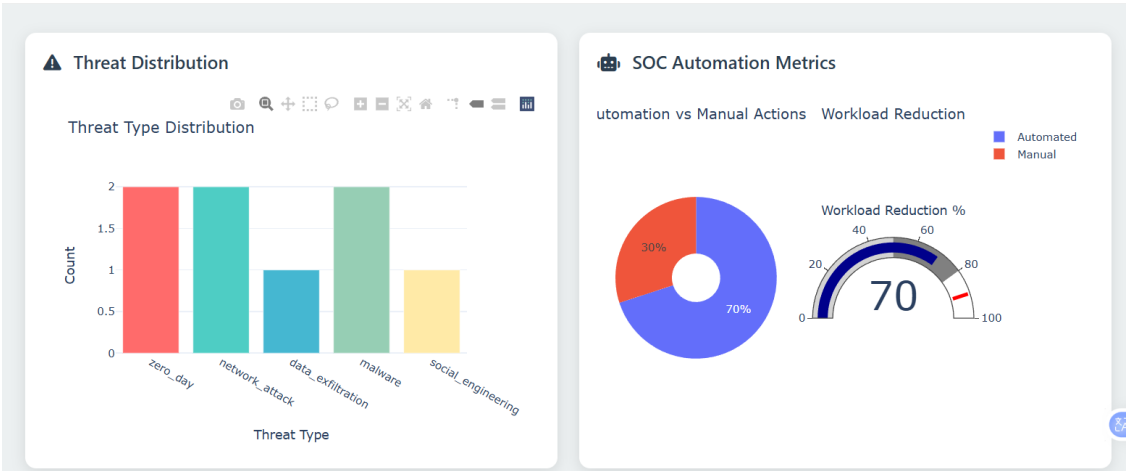 Threat Distribution
Threat Type Distribution
2
1.5
1
0.5
0
Count
zero_day
network_attack
data_exfiltration
malware
social_engineering
Threat Type
SOC Automation Metrics
utomation vs Manual Actions
Workload Reduction
Automated
Manual
30%
70%
Workload Reduction %
0
20
40
60
80
100
70